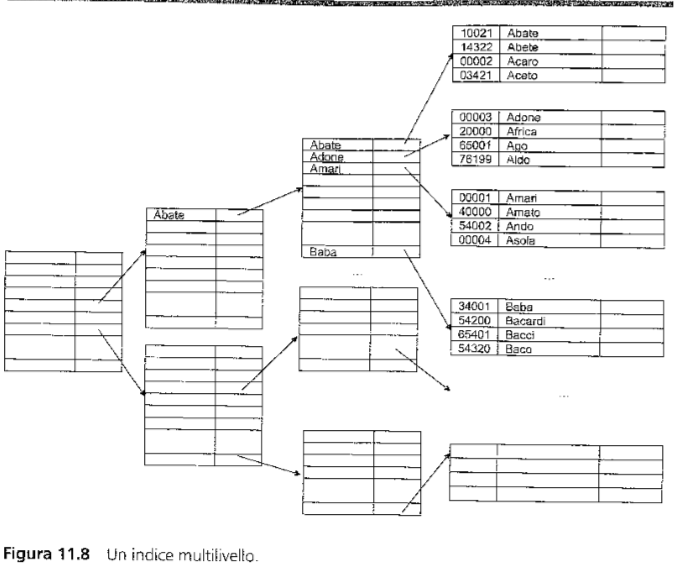 10021 Abate
14322 Abete
00002 Acaro
03421 Aceto
00003 Adone
20000 Africa
65001 Ago
76199 Aldo
Abate
Adone
Amari
Baba
00001 Amari
40000 Amato
54002 Ando
00004 Asola
Abate
...
...
34001 Baba
54200 Bacardi
65401 Bacci
54320 Baco
...
Figura 11.8 Un indice multilivello.